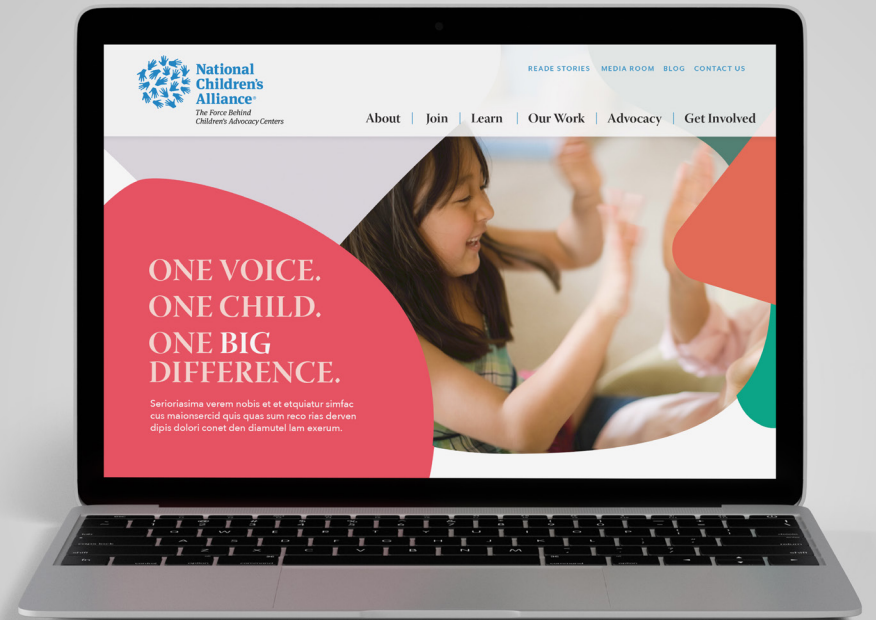 National
Children's
Alliance®
The Force Behind
Children's Advocacy Centers
READE STORIES MEDIA ROOM BLOG CONTACT US
About | Join | Learn | Our Work | Advocacy | Get Involved
ONE VOICE.
ONE CHILD.
ONE BIG
DIFFERENCE.
Serioriasima verem nobis et et etquiatur simfac
cus maionsercid quis quas sum reco rias derven
dipis dolori conet den diamutel lam exerum.